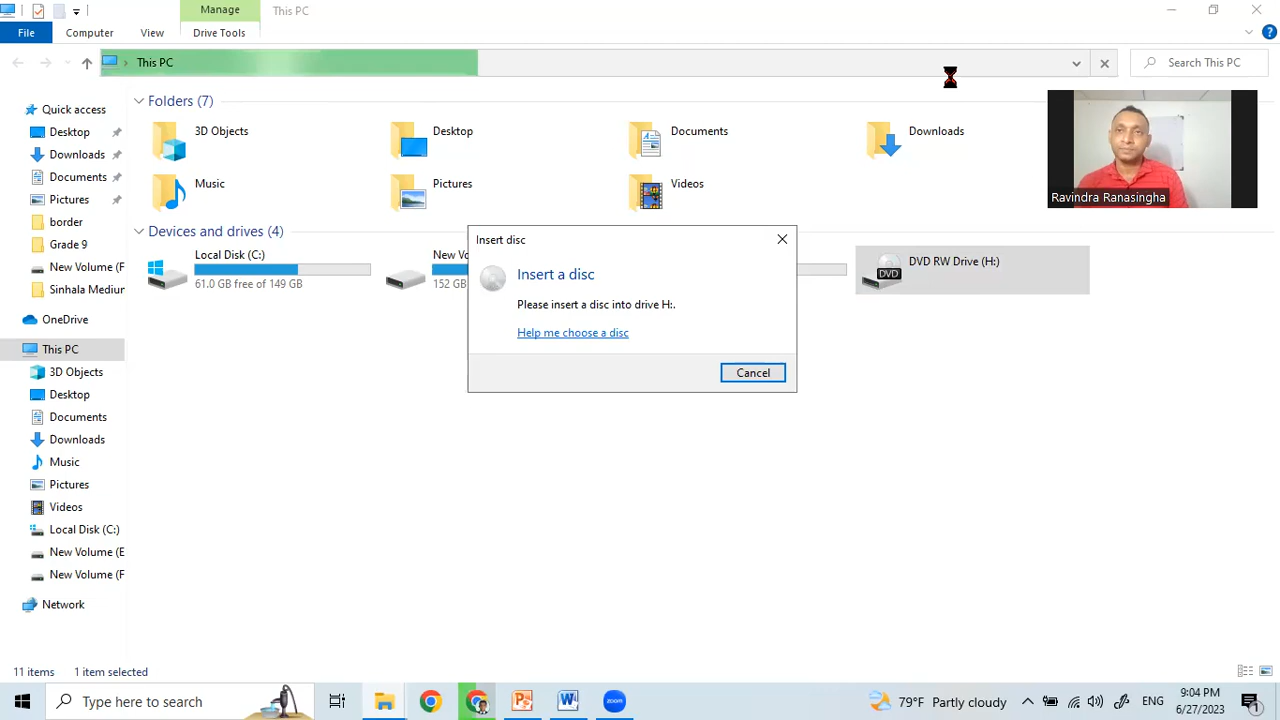 Manage
This PC
File
Computer
View
Drive Tools
This PC
Search This PC
Quick access
Desktop
Downloads
Documents
Pictures
border
Grade 9
New Volume (F
Sinhala Mediun
OneDrive
This PC
3D Objects
Desktop
Documents
Downloads
Music
Pictures
Videos
Local Disk (C:)
New Volume (E
New Volume (F
Network
Folders (7)
3D Objects
Desktop
Documents
Downloads
Music
Pictures
Videos
Devices and drives (4)
Local Disk (C:)
61.0 GB free of 149 GB
New Vo
152 GB
DVD
DVD RW Drive (H:)
Insert disc
Insert a disc
Please insert a disc into drive H:.
Help me choose a disc
Cancel
Ravindra Ranasingha
11 items
1 item selected
Type here to search
zoom
79°F Partly cloudy
ENG
9:04 PM
6/27/2023
1